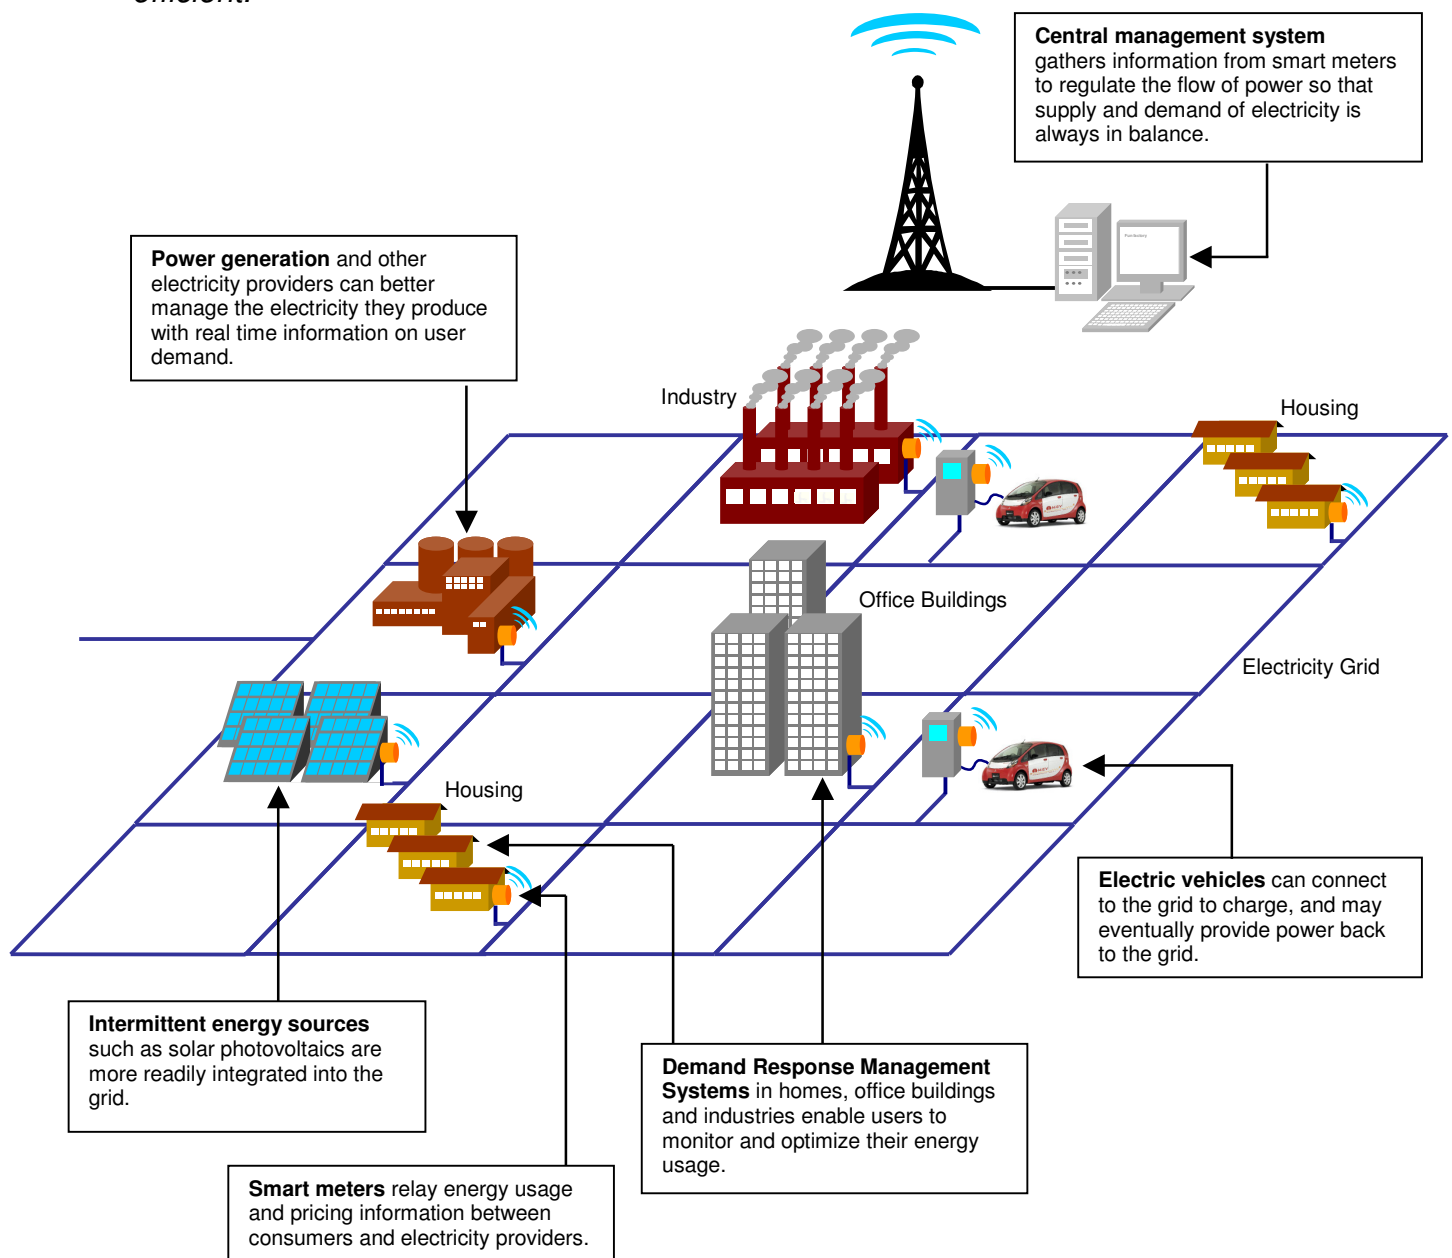 efficient.
Central management system
gathers information from smart meters
to regulate the flow of power so that
supply and demand of electricity is
always in balance.
Power generation and other
electricity providers can better
manage the electricity they produce
with real time information on user
demand.
Industry
Housing
Office Buildings
Electricity Grid
Housing
Electric vehicles can connect
to the grid to charge, and may
eventually provide power back
to the grid.
Intermittent energy sources
such as solar photovoltaics are
more readily integrated into the
grid.
Demand Response Management
Systems in homes, office buildings
and industries enable users to
monitor and optimize their energy
usage.
Smart meters relay energy usage
and pricing information between
consumers and electricity providers.